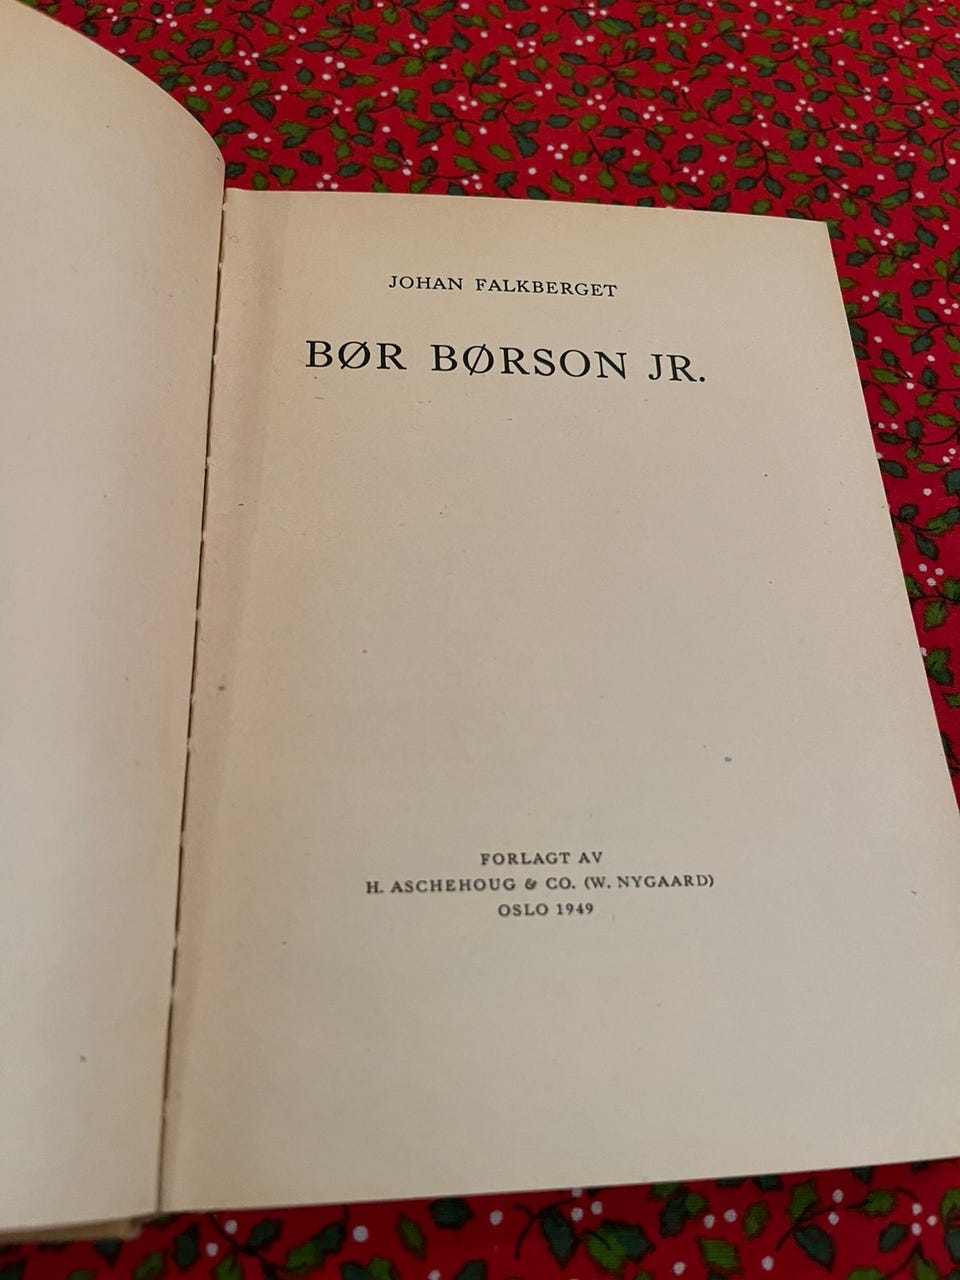 JOHAN FALKBERGET
BØR BØRSON JR.
FORLAGT AV
H. ASCHEHOUG & CO. (W. NYGAARD)
OSLO 1949